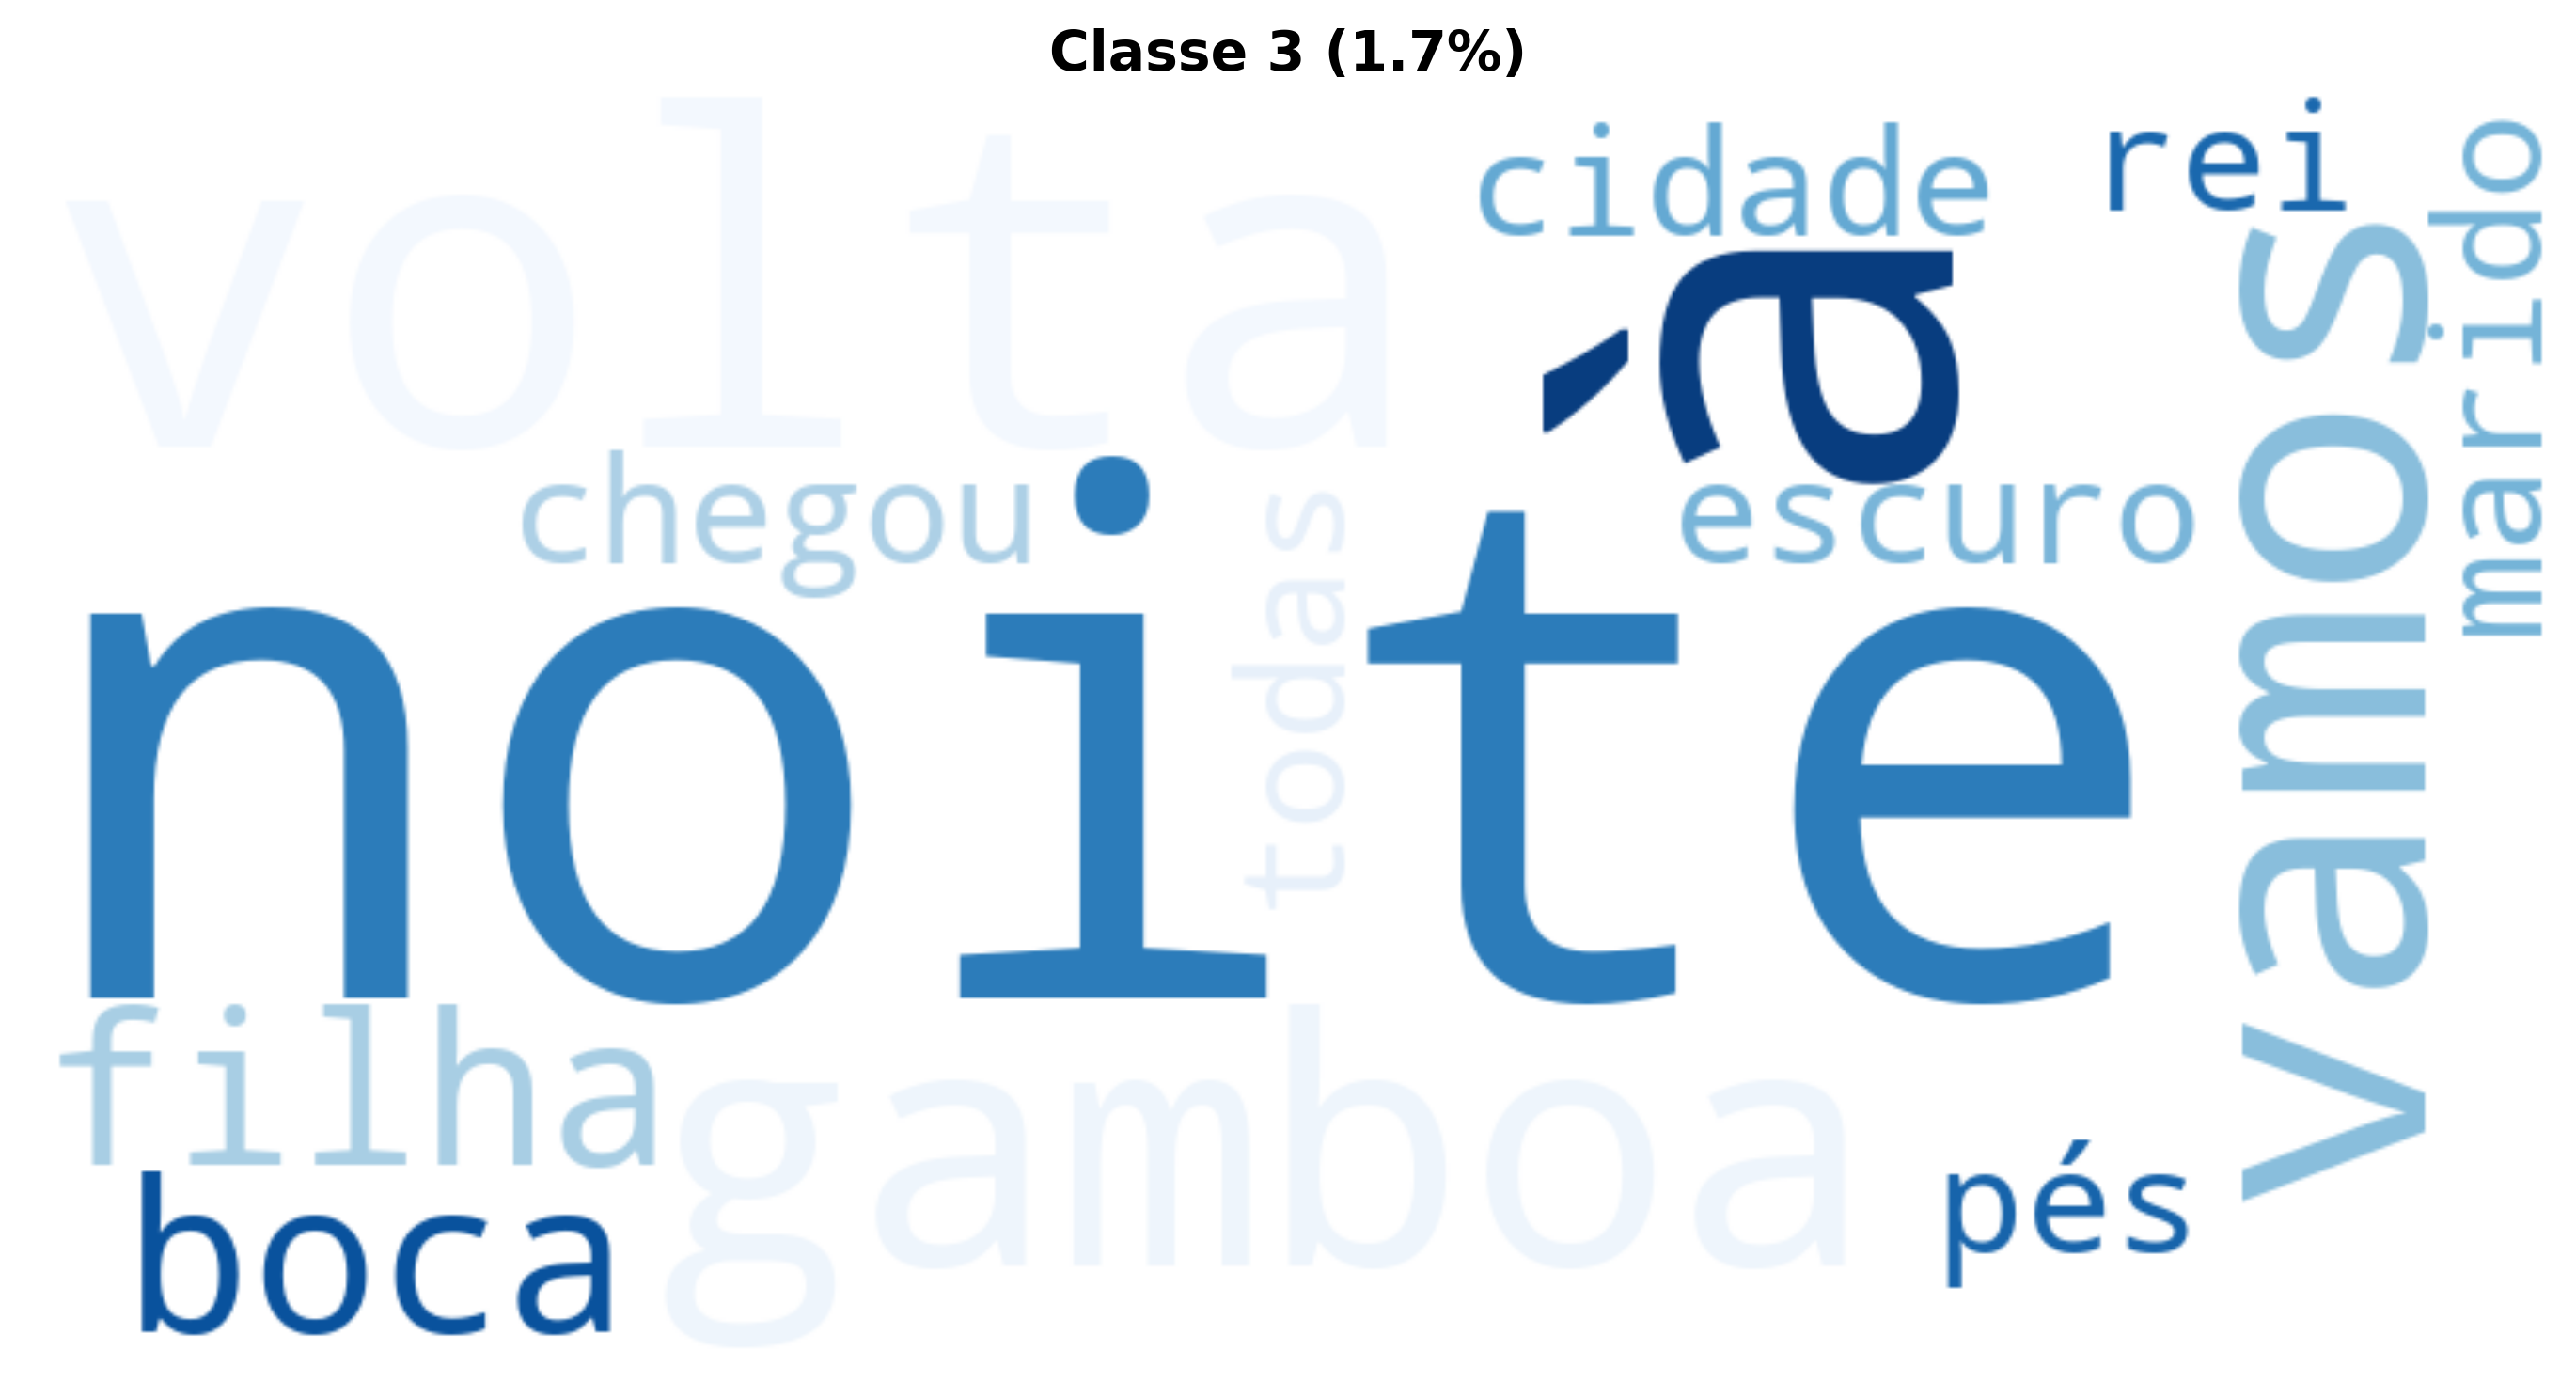 Classe 3 (1.7%)
volta
cidade
rei
marido
à
vamos
chegou
todas
escuro
noite
filha
gamboa
boca
pés